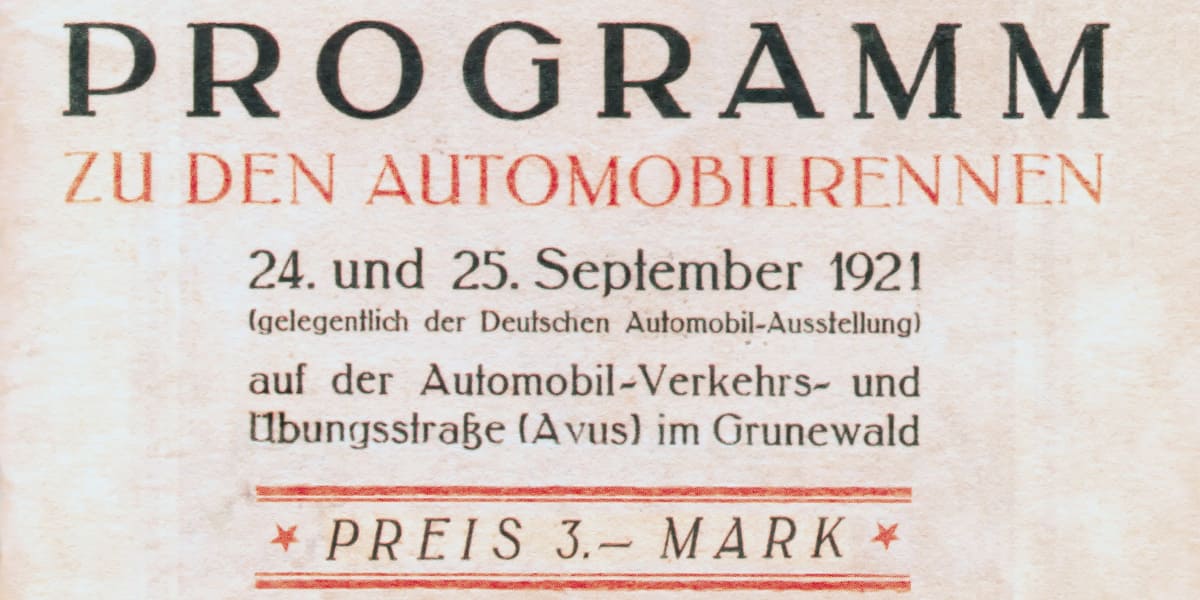 PROGRAMM
ZU DEN AUTOMOBILRENNEN
24. und 25. September 1921
(gelegentlich der Deutschen Automobil-Ausstellung)
auf der Automobil-Verkehrs- und
Übungsstraße (Avus) im Grunewald
PREIS 3.– MARK